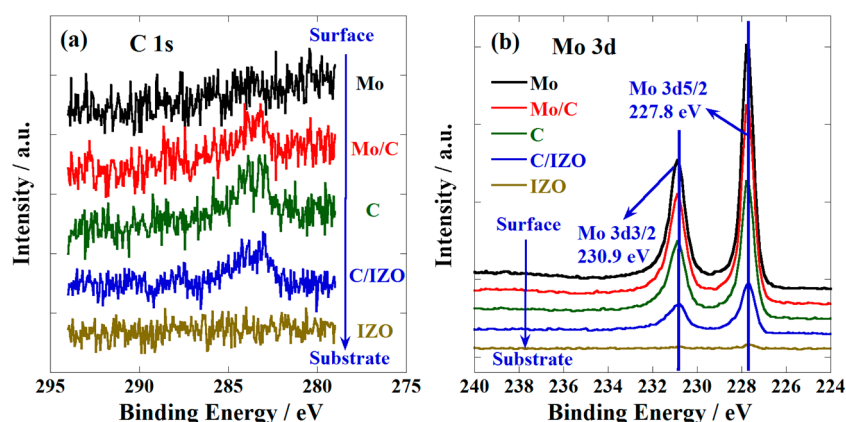 (a)
C 1s
Surface
Mo
Mo/C
C
C/IZO
IZO
Substrate
Intensity / a.u.
295
290
285
280
275
Binding Energy / eV
(b)
Mo 3d
Mo
Mo/C
C
C/IZO
IZO
Mo 3d5/2
227.8 eV
Surface
Mo 3d3/2
230.9 eV
Substrate
Intensity / a.u.
240
238
236
234
232
230
228
226
224
Binding Energy / eV